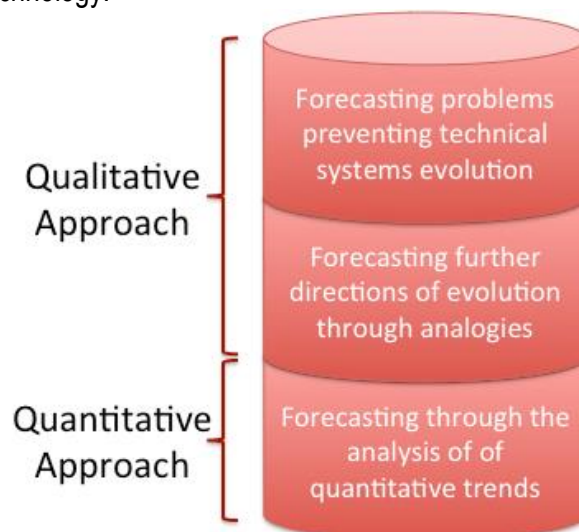 chnology.
Qualitative
Approach
Forecasting problems
preventing technical
systems evolution
Forecasting further
directions of evolution
through analogies
Quantitative
Approach
Forecasting through the
analysis of of
quantitative trends